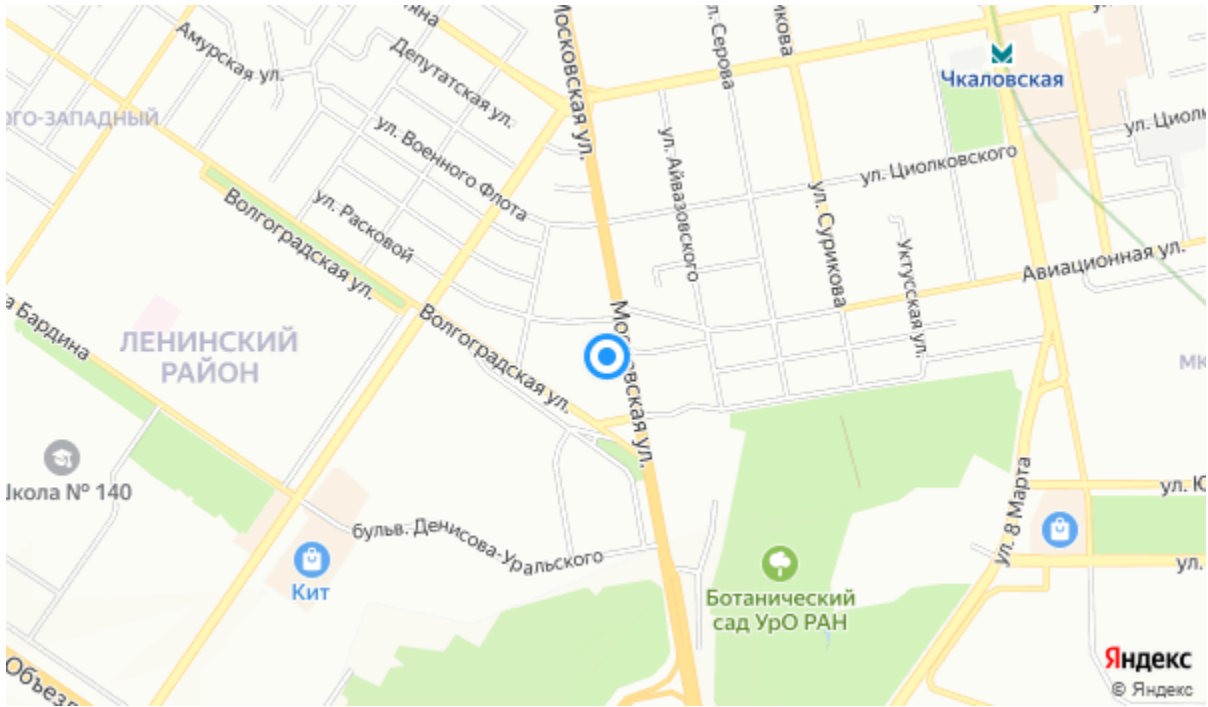 Амурская ул.
Депутатская ул.
Московская ул.
ул. Серова
Чкаловская
ул. Военного Флота
ул. Айвазовского
ул. Циолковского
ул. Расковой
Волгоградская ул.
ул. Сурикова
Уктусская ул.
Авиационная ул.
Бардина
ЛЕНИНСКИЙ
РАЙОН
Волгоградская ул.
Московская ул.
№ 140
ул. 8 Марта
бульв. Денисова-Уральского
Кит
Ботанический
сад УрО РАН
ул.
Яндекс
© Яндекс